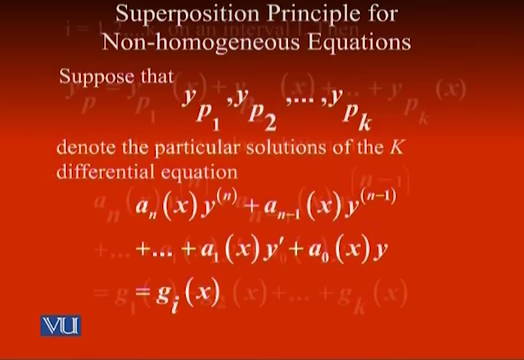 Superposition Principle for
Non-homogeneous Equations
Suppose that
y_{p_1}, y_{p_2}, ..., y_{p_k}
denote the particular solutions of the K
differential equation
a_n(x)y^{(n)} + a_{n-1}(x)y^{(n-1)}
+... + a_1(x)y′ + a_0(x)y
= g_i(x)
VU